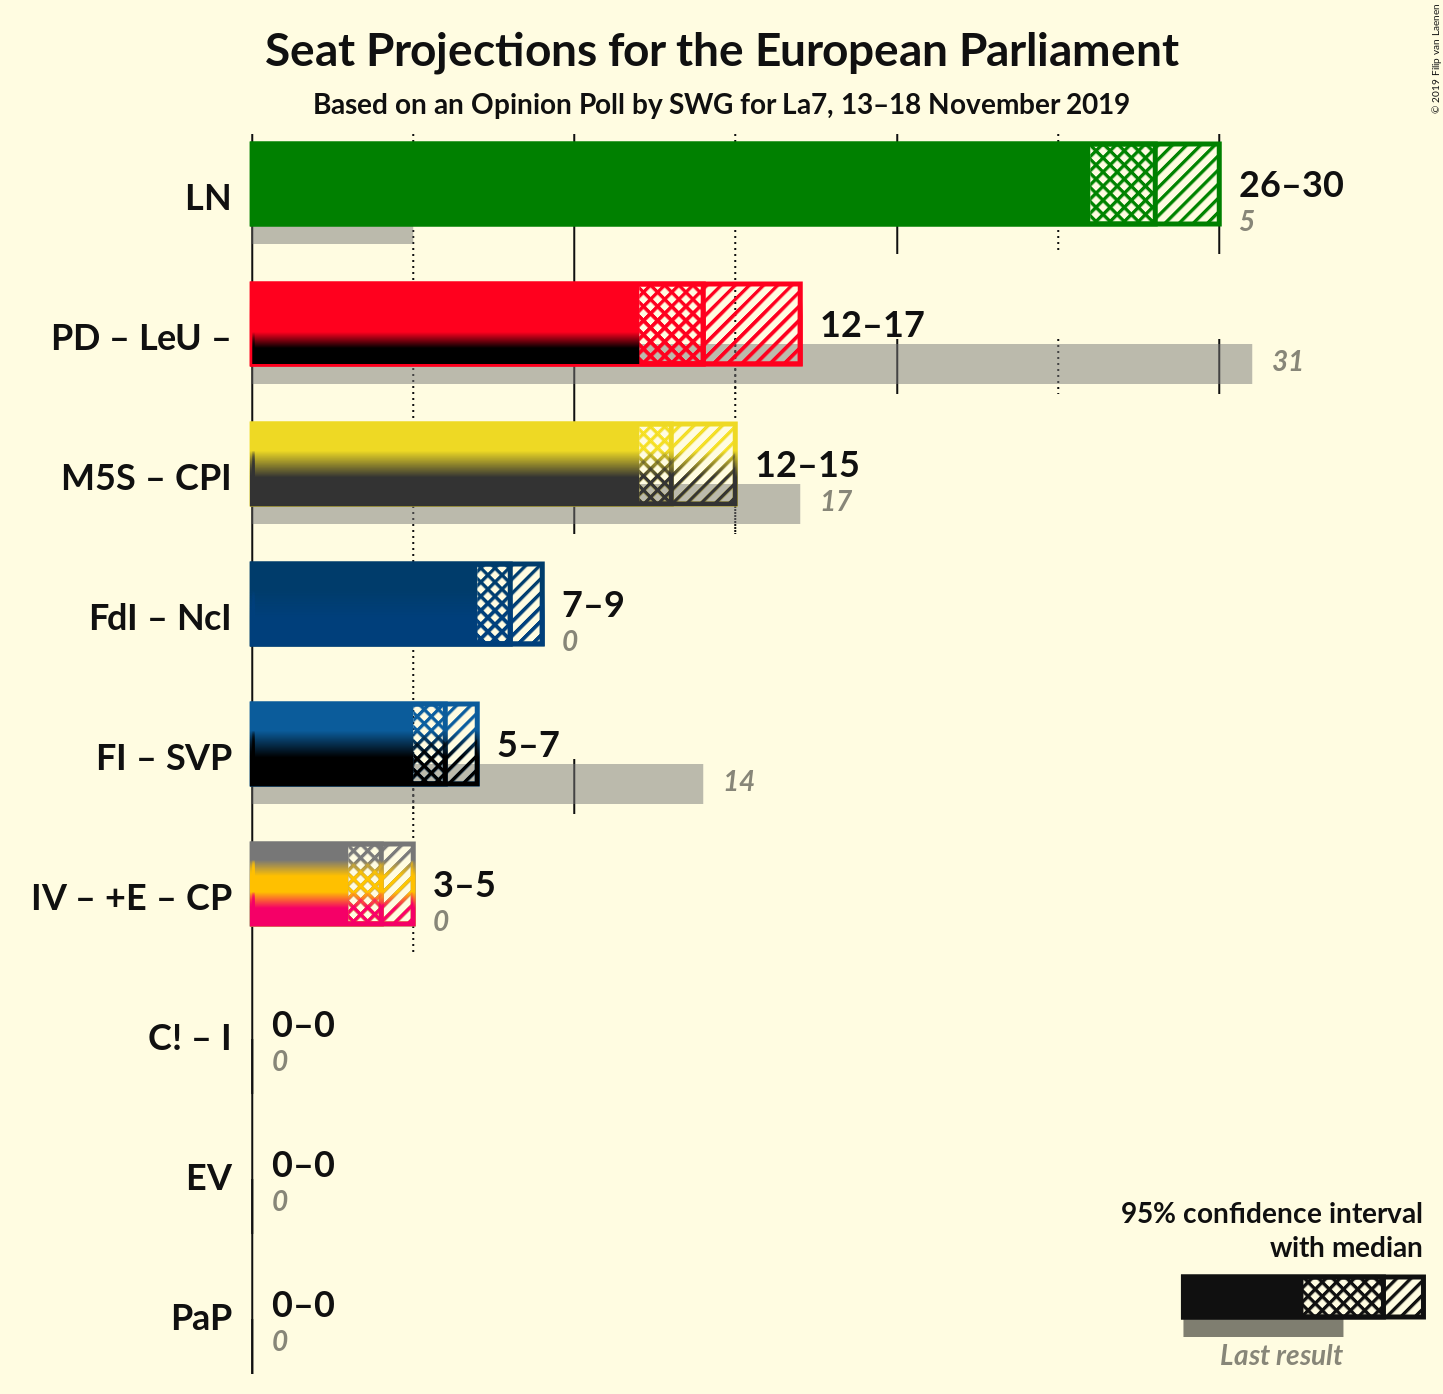 Seat Projections for the European Parliament
Based on an Opinion Poll by SWG for La7, 13–18 November 2019
© 2019 Filip van Laenen
LN
26–30
5
PD – LeU –
12–17
31
M5S – CPI
12–15
17
FdI – NcI
7–9
0
FI – SVP
5–7
14
IV – +E – CP
3–5
0
C! – I
0–0
0
EV
0–0
0
PaP
0–0
0
95% confidence interval
with median
Last result